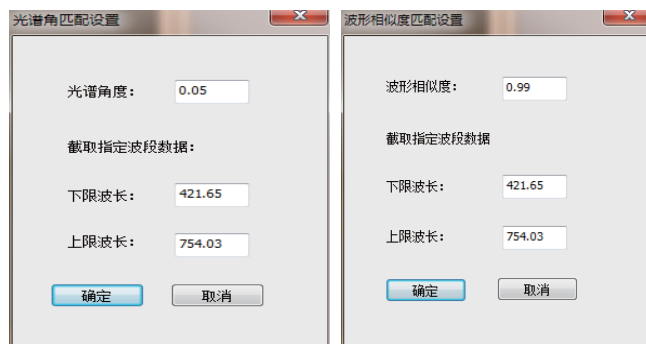 光谱角匹配设置
光谱角度： 0.05
截取指定波段数据：
下限波长： 421.65
上限波长： 754.03
确定 取消
波形相似度匹配设置
波形相似度： 0.99
截取指定波段数据
下限波长： 421.65
上限波长： 754.03
确定 取消